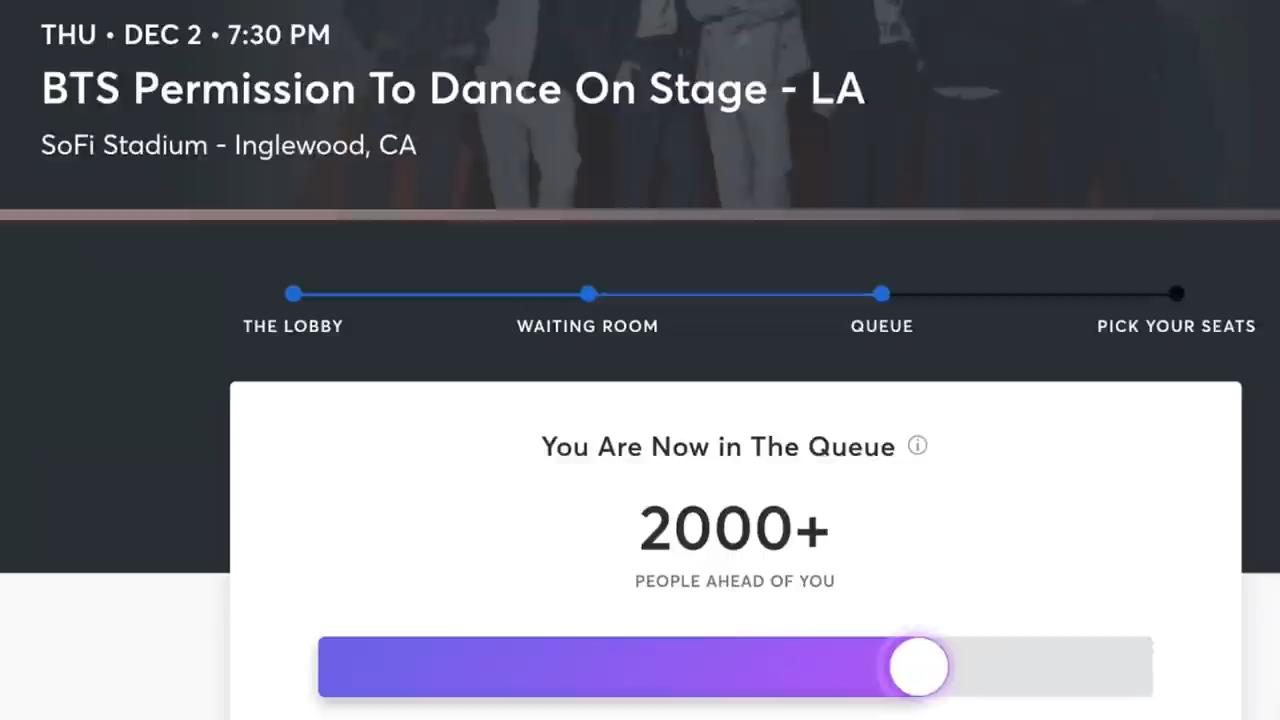 THU • DEC 2 • 7:30 PM
BTS Permission To Dance On Stage - LA
SoFi Stadium - Inglewood, CA
THE LOBBY WAITING ROOM QUEUE PICK YOUR SEATS
You Are Now in The Queue
2000+
PEOPLE AHEAD OF YOU